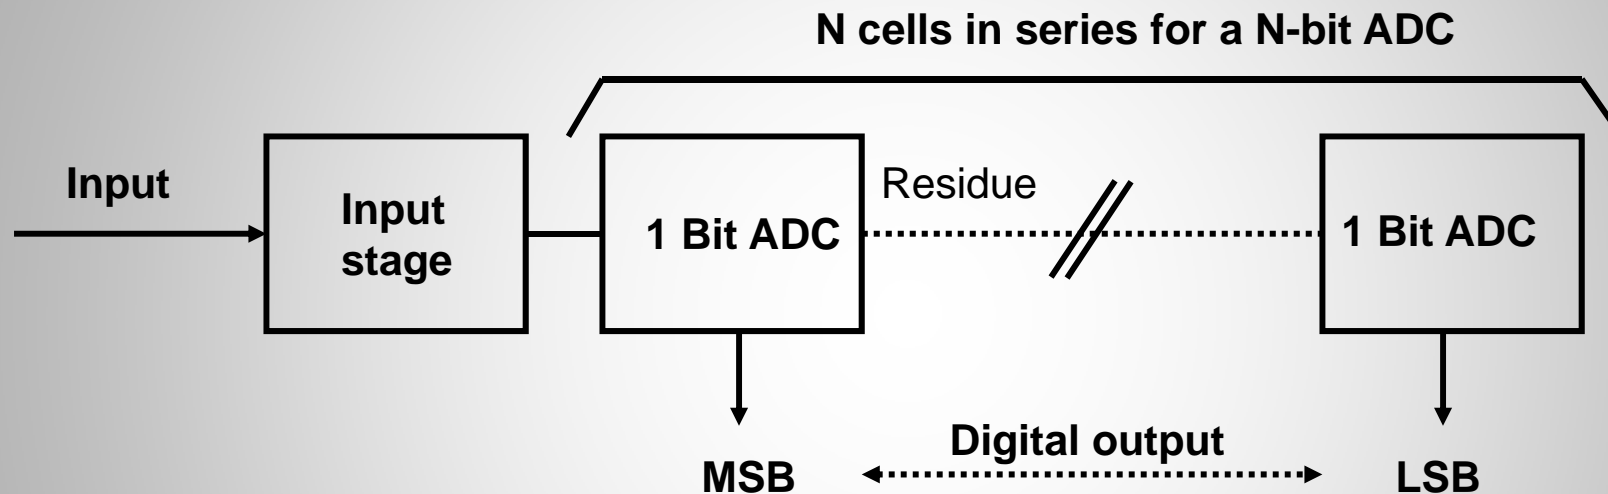 N cells in series for a N-bit ADC
Input
Input
stage
1 Bit ADC
Residue
1 Bit ADC
Digital output
MSB
LSB